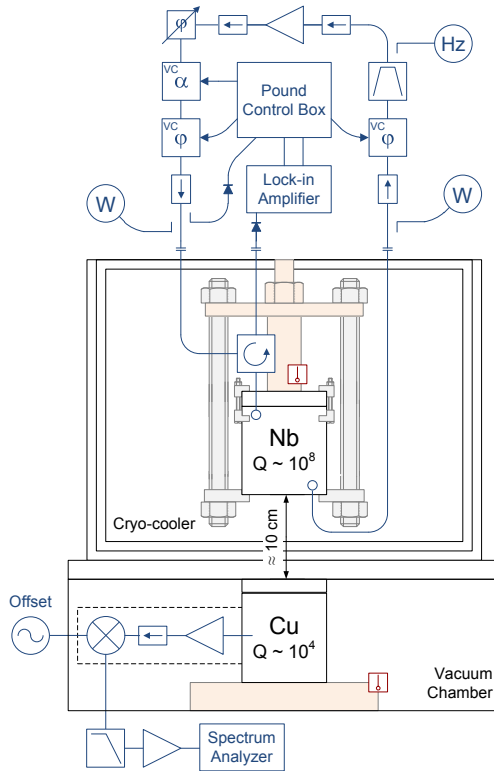 φ
Hz
VC
α
Pound
Control Box
VC
φ
VC
φ
Lock-in
Amplifier
W
W
Nb
Q ~ 10⁸
Cryo-cooler
≈ 10 cm
Offset
Cu
Q ~ 10⁴
Vacuum
Chamber
Spectrum
Analyzer